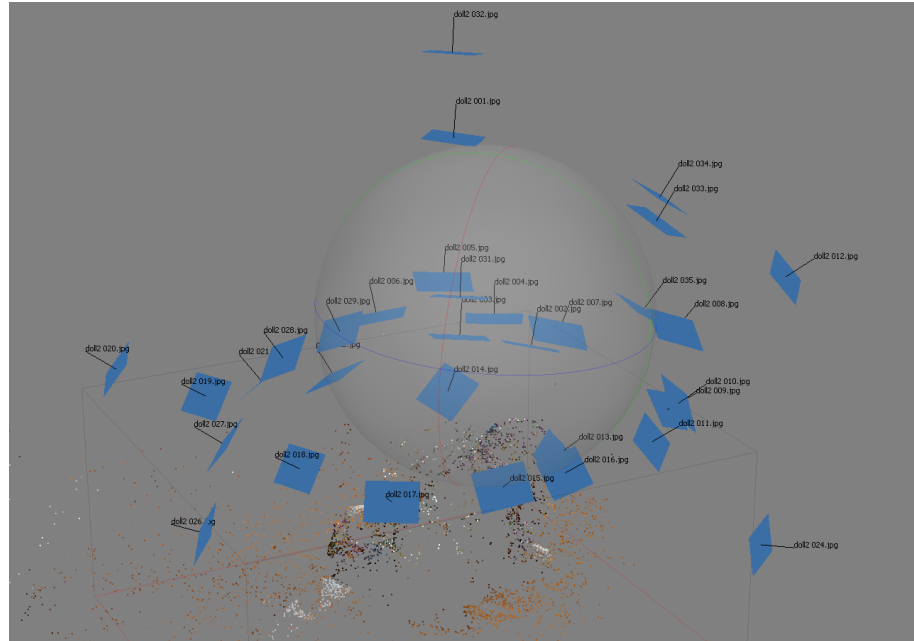 doll2 032.jpg
doll2 001.jpg
doll2 034.jpg
doll2 033.jpg
doll2 005.jpg
doll2 012.jpg
doll2 031.jpg
doll2 006.jpg
doll2 004.jpg
doll2 035.jpg
doll2 029.jpg
doll2 003.jpg
doll2 007.jpg
doll2 008.jpg
doll2 002.jpg
doll2 028.jpg
doll2 020.jpg
doll2 021
doll2 014.jpg
doll2 019.jpg
doll2 010.jpg
doll2 009.jpg
doll2 027.jpg
doll2 011.jpg
doll2 013.jpg
doll2 018.jpg
doll2 016.jpg
doll2 015.jpg
doll2 017.jpg
doll2 026
doll2 024.jpg